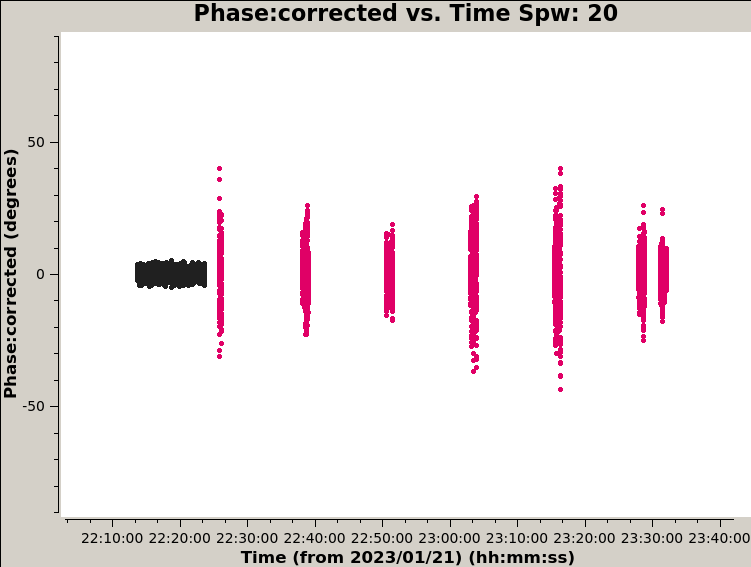 Phase:corrected vs. Time Spw: 20
Phase:corrected (degrees)
50
0
-50
22:10:00 22:20:00 22:30:00 22:40:00 22:50:00 23:00:00 23:10:00 23:20:00 23:30:00 23:40:00
Time (from 2023/01/21) (hh:mm:ss)